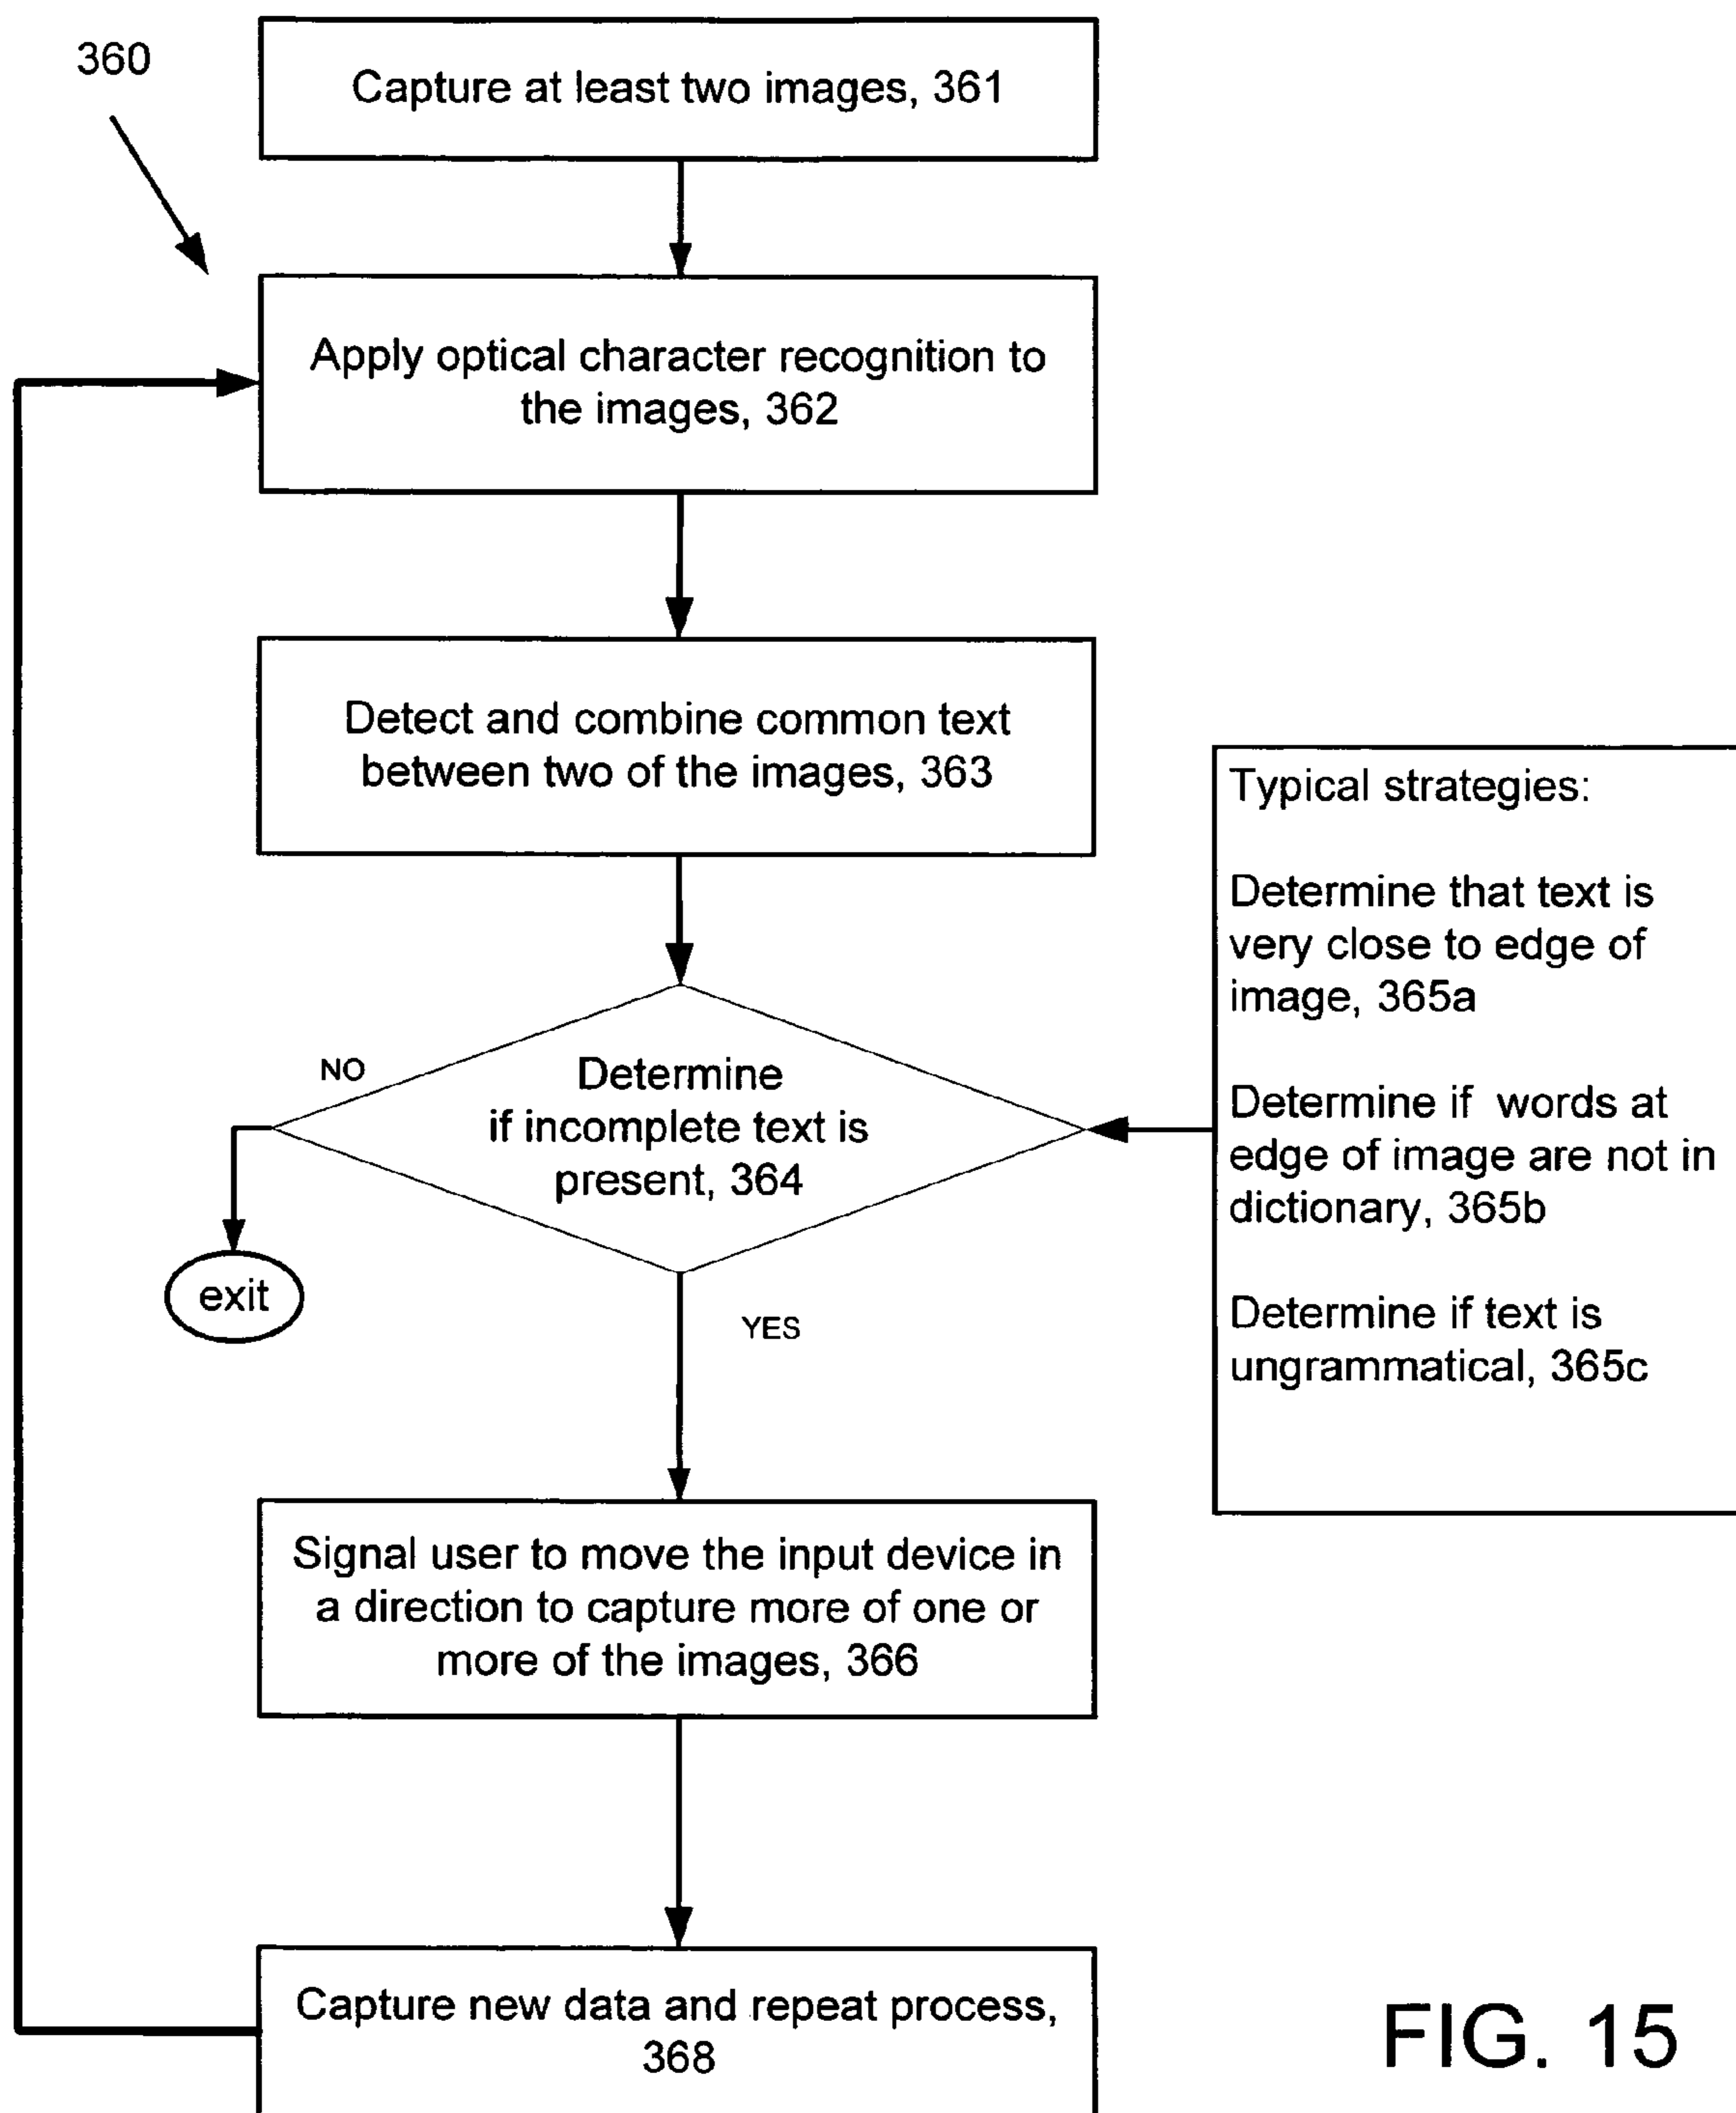 360
Capture at least two images, 361
Apply optical character recognition to
the images, 362
Detect and combine common text
between two of the images, 363
Typical strategies:
Determine that text is
very close to edge of
image, 365a
Determine if words at
edge of image are not in
dictionary, 365b
Determine if text is
ungrammatical, 365c
NO
Determine
if incomplete text is
present, 364
exit
YES
Signal user to move the input device in
a direction to capture more of one or
more of the images, 366
Capture new data and repeat process,
368
FIG. 15